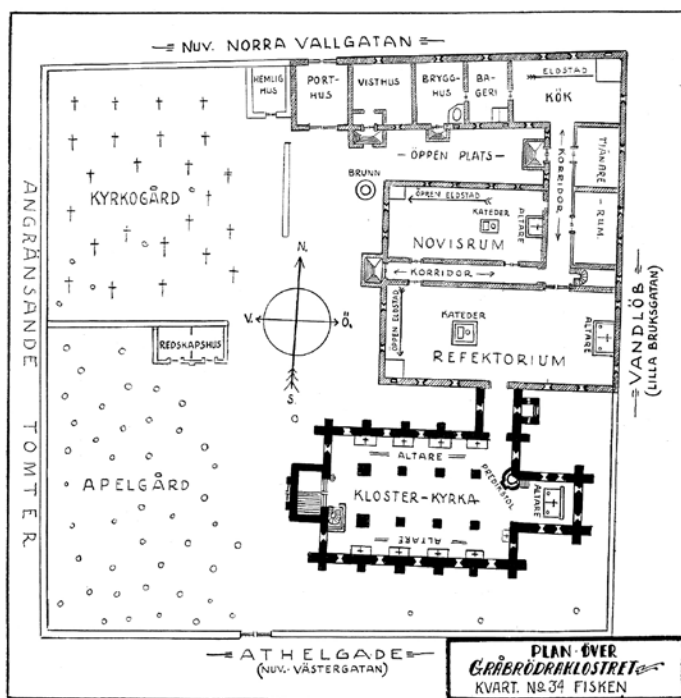 NUV. NORRA VALLGATAN
HEMLIG
HUS
PORT-
HUS
VISTHUS
BRYGG-
HUS
BA-
GERI
ELDSTAD
KÖK
- ÖPPEN PLATS -
KORRIDOR
TJÄNARE
- RUM.
BRUNN
ÖPPEN ELDSTAD
KATEDER
ALTARE
NOVISRUM
KORRIDOR
KYRKOGÅRD
ANGRÄNSANDE TOMTER
N.
V.
Ö.
S.
ÖPPEN ELDSTAD
KATEDER
ALTARE
REFEKTORIUM
VANDLÖB
(LILLA BRUKSGATAN)
REDSKAPSHUS
APELGÅRD
ALTARE
KLOSTER-KYRKA
ALTARE
PREDIKSTOL
ALTARE
ATHELGADE
(NUV. VÄSTERGATAN)
PLAN ÖVER
GRÅBRÖDRAKLOSTRET
KVART. No 34 FISKEN